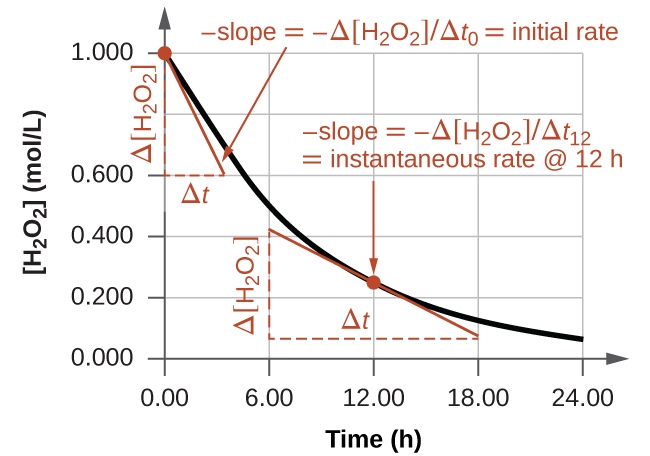 −slope = −Δ[H₂O₂]/Δt₀ = initial rate
1.000
Δ[H₂O₂]
−slope = −Δ[H₂O₂]/Δt₁₂
= instantaneous rate @ 12 h
0.600
Δt
[H₂O₂] (mol/L)
0.400
Δ[H₂O₂]
0.200
Δt
0.000
0.00 6.00 12.00 18.00 24.00
Time (h)